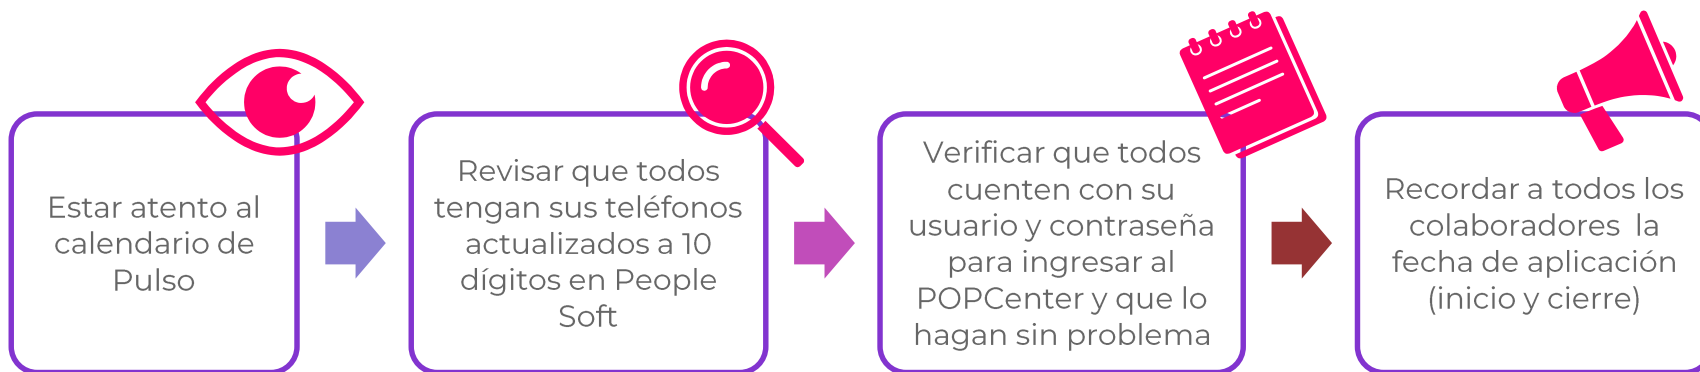 Estar atento al
calendario de
Pulso
Revisar que todos
tengan sus teléfonos
actualizados a 10
dígitos en People
Soft
Verificar que todos
cuenten con su
usuario y contraseña
para ingresar al
POPCenter y que lo
hagan sin problema
Recordar a todos los
colaboradores  la
fecha de aplicación
(inicio y cierre)